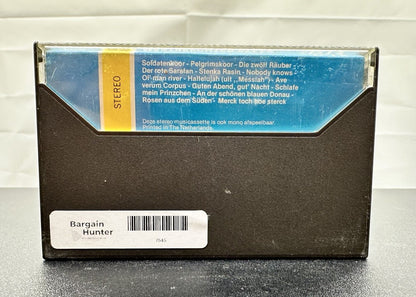 Soldatenkoor - Pelgrimskoor - Die zwölf Räuber
Der rote Sarafan - Stenka Rasin - Nobody knows -
Ol' man river - Hallelujah (uit „Messiah") - Ave
verum Corpus - Guten Abend, gut' Nacht - Schlafe
mein Prinzchen - An der schönen blauen Donau -
Rosen aus dem Süden - Merck toch hoe sterck
STEREO
Deze stereo musicassette is ook mono afspeelbaar.
Printed in The Netherlands.
Bargain
Hunter